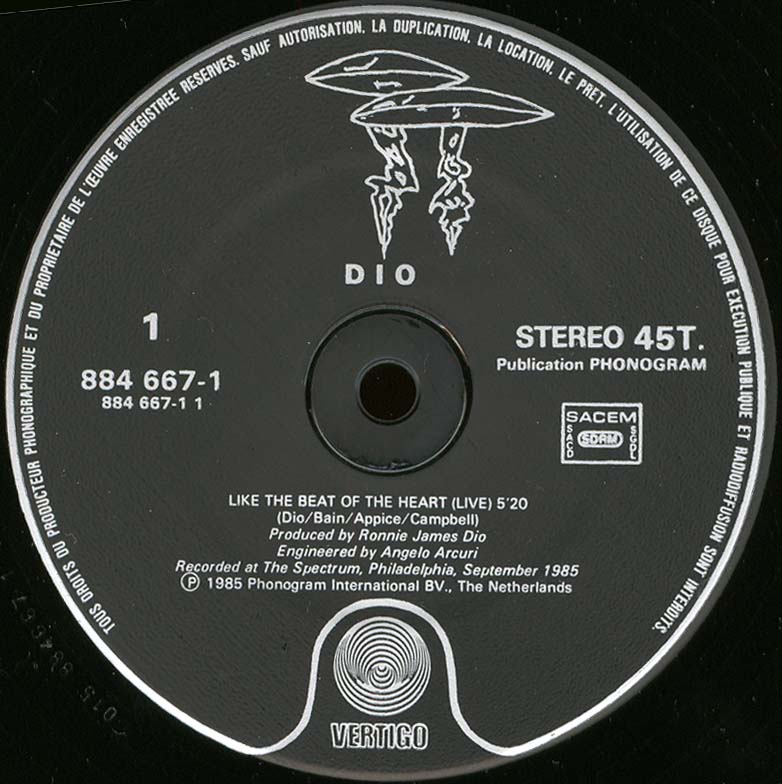 TOUS DROITS DU PRODUCTEUR PHONOGRAPHIQUE ET DU PROPRIETAIRE DE L'ŒUVRE ENREGISTREE RESERVES. SAUF AUTORISATION, LA DUPLICATION, LA LOCATION, LE PRET, L'UTILISATION DE CE DISQUE POUR EXECUTION PUBLIQUE ET RADIODIFFUSION SONT INTERDITS.
DIO
1
884 667-1
884 667-1 1
STEREO 45T.
Publication PHONOGRAM
SACEM
SACD
SDRM
SGDL
LIKE THE BEAT OF THE HEART (LIVE) 5'20
(Dio/Bain/Appice/Campbell)
Produced by Ronnie James Dio
Engineered by Angelo Arcuri
Recorded at The Spectrum, Philadelphia, September 1985
℗ 1985 Phonogram International BV., The Netherlands
VERTIGO